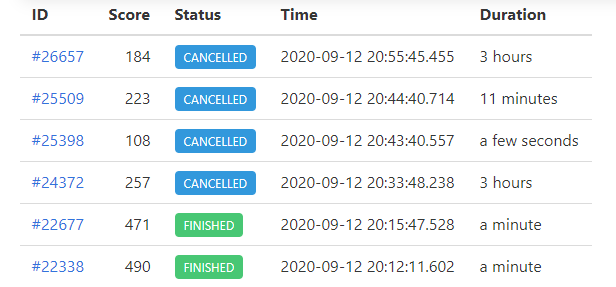 ID Score Status Time Duration
#26657 184 CANCELLED 2020-09-12 20:55:45.455 3 hours
#25509 223 CANCELLED 2020-09-12 20:44:40.714 11 minutes
#25398 108 CANCELLED 2020-09-12 20:43:40.557 a few seconds
#24372 257 CANCELLED 2020-09-12 20:33:48.238 3 hours
#22677 471 FINISHED 2020-09-12 20:15:47.528 a minute
#22338 490 FINISHED 2020-09-12 20:12:11.602 a minute